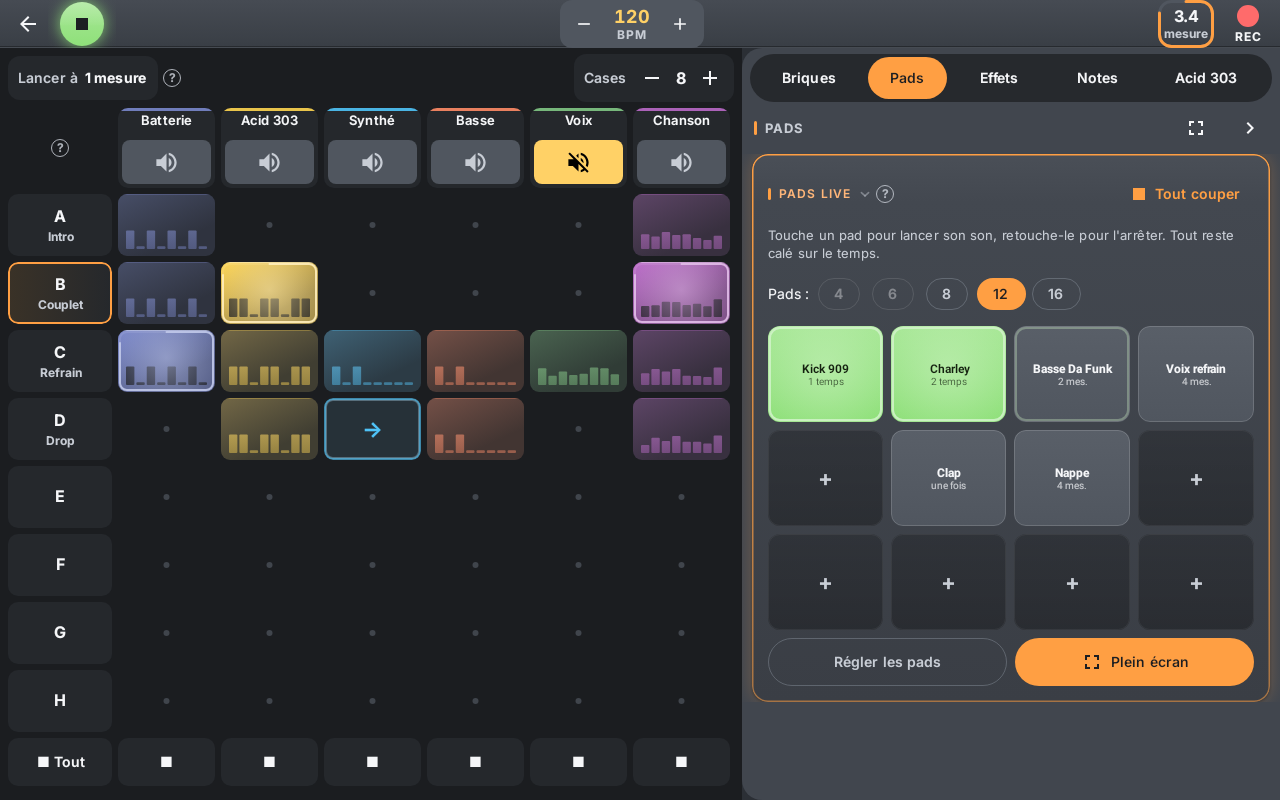 120
BPM
3.4
mesure
REC
Lancer à 1 mesure ?
Cases 8
Briques Pads Effets Notes Acid 303
Batterie Acid 303 Synthé Basse Voix Chanson
?
A
Intro
B
Couplet
C
Refrain
D
Drop
E
F
G
H
Tout
PADS
PADS LIVE ?
Tout couper
Touche un pad pour lancer son son, retouche-le pour l'arrêter. Tout reste
calé sur le temps.
Pads : 4 6 8 12 16
Kick 909
1 temps
Charley
2 temps
Basse Da Funk
2 mes.
Voix refrain
4 mes.
+
Clap
une fois
Nappe
4 mes.
+
+ + + +
Régler les pads
Plein écran